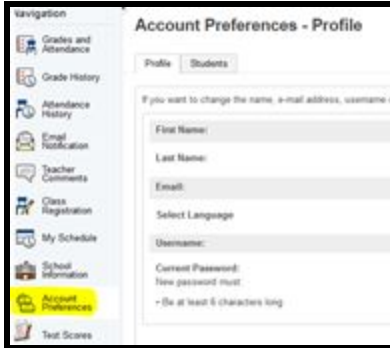 Navigation
Grades and
Attendance
Grade History
Attendance
History
Email
Notification
Teacher
Comments
Class
Registration
My Schedule
School
Information
Account
Preferences
Test Scores
Account Preferences - Profile
Profile Students
If you want to change the name, e-mail address, username
First Name:
Last Name:
Email:
Select Language
Username:
Current Password:
New password must:
• Be at least 6 characters long